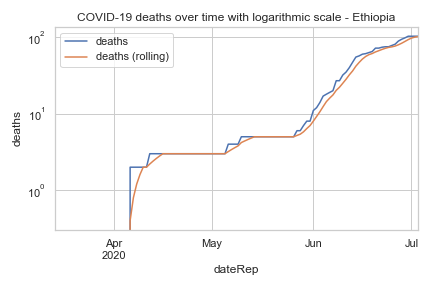 COVID-19 deaths over time with logarithmic scale - Ethiopia
deaths
deaths (rolling)
10²
10¹
10⁰
deaths
Apr
2020
May
Jun
Jul
dateRep